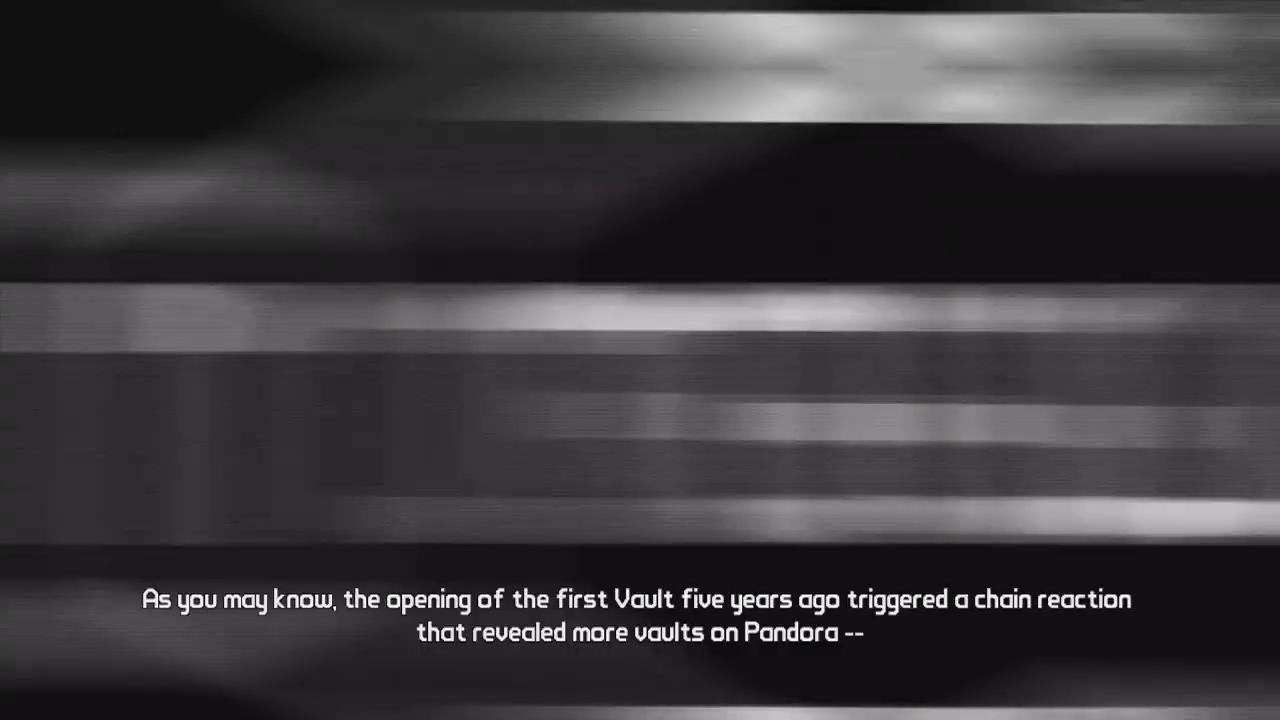 As you may know, the opening of the first Vault five years ago triggered a chain reaction
that revealed more vaults on Pandora --